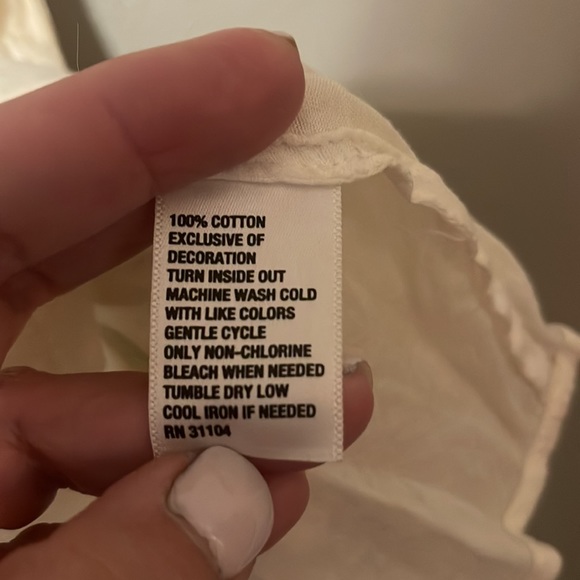 100% COTTON
EXCLUSIVE OF
DECORATION
TURN INSIDE OUT
MACHINE WASH COLD
WITH LIKE COLORS
GENTLE CYCLE
ONLY NON-CHLORINE
BLEACH WHEN NEEDED
TUMBLE DRY LOW
COOL IRON IF NEEDED
RN 31104